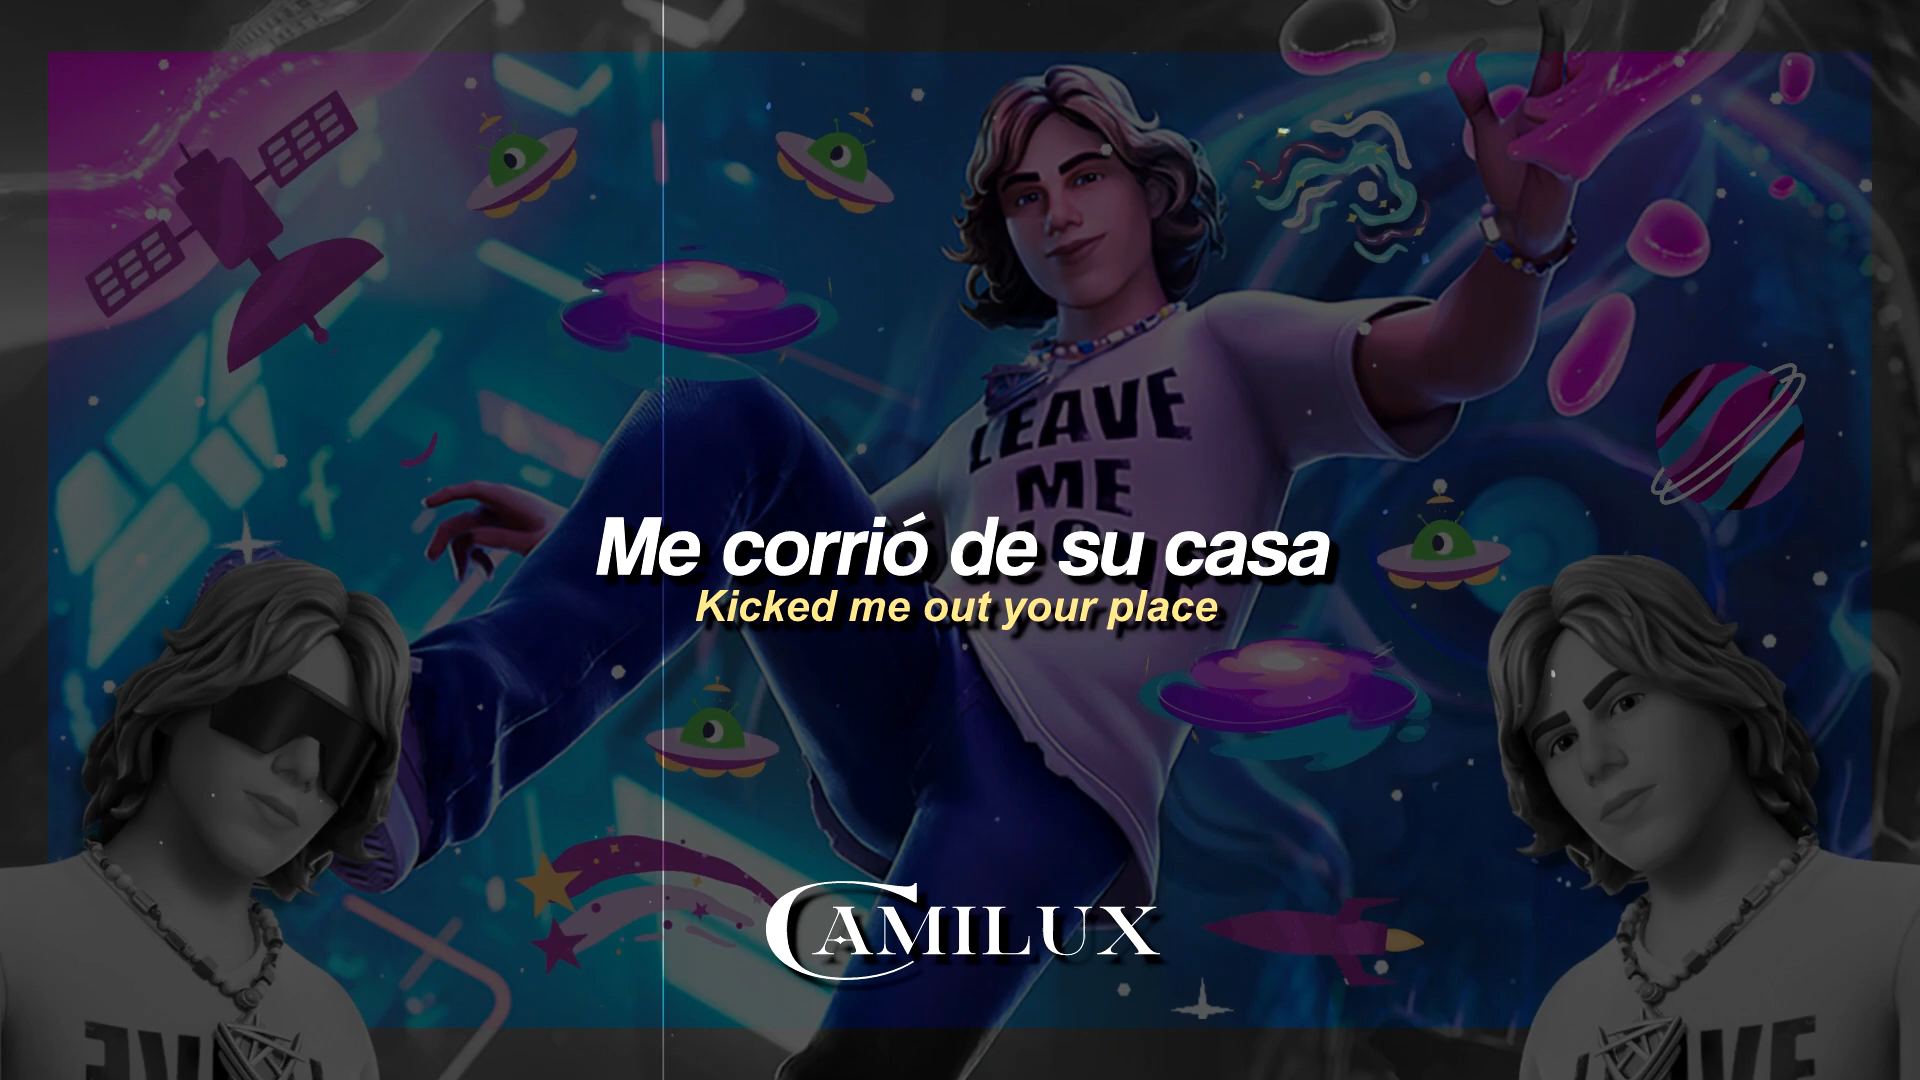 LEAVE
ME
Me corrió de su casa
Kicked me out your place
CAMILUX